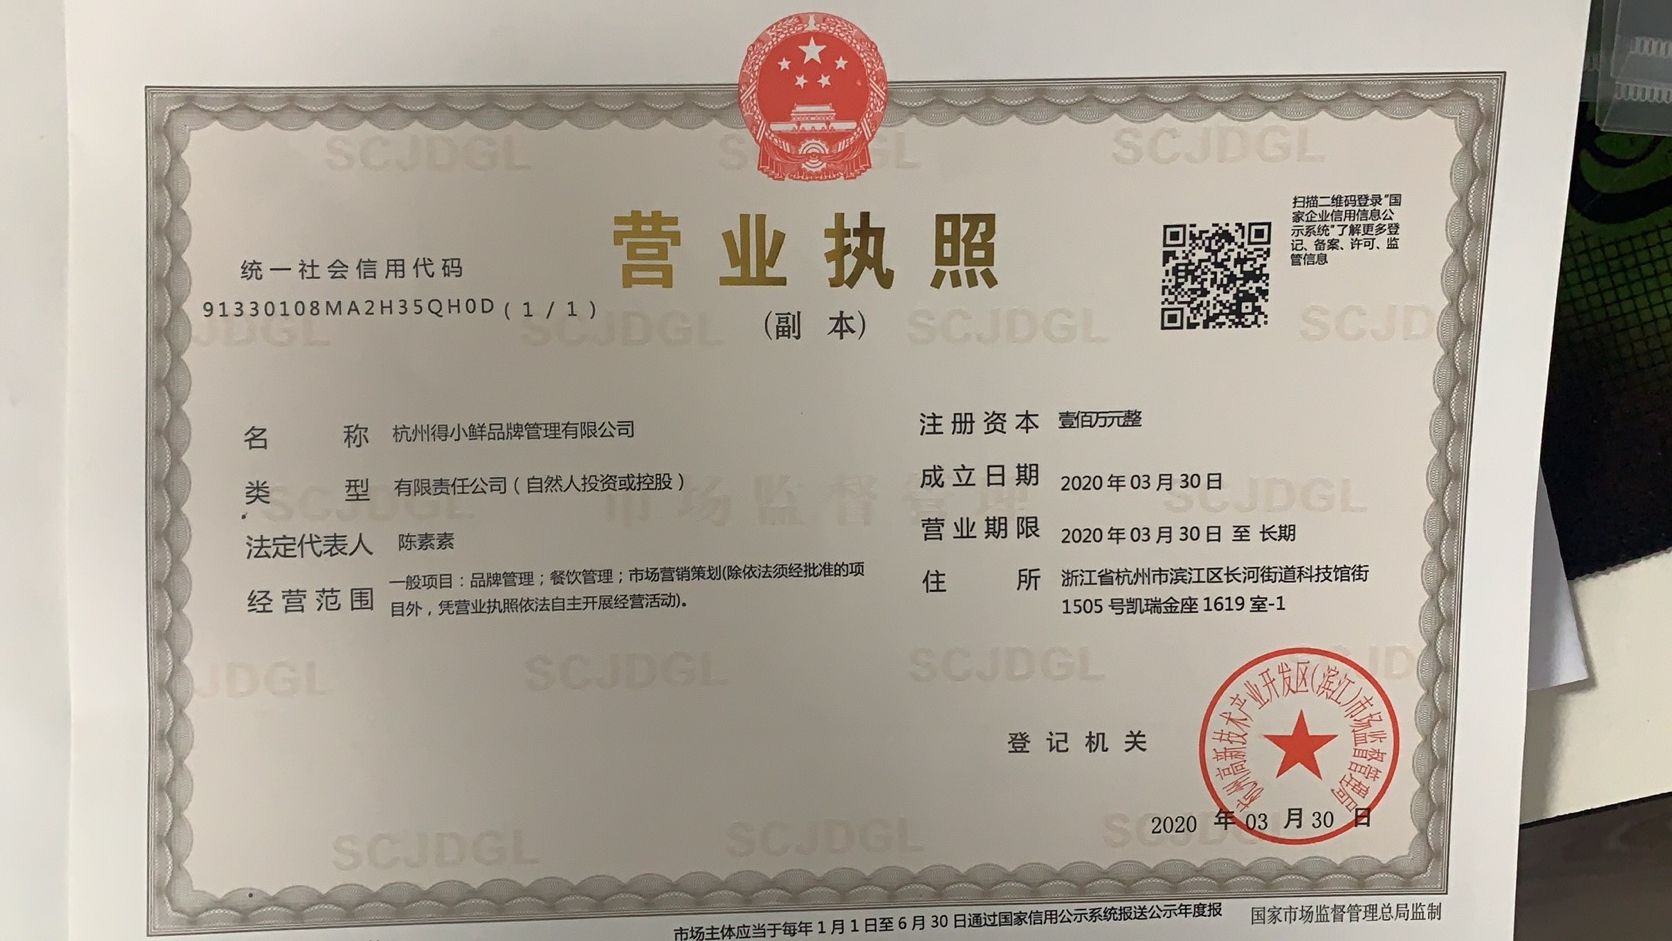 营业执照
(副 本)
统一社会信用代码
91330108MA2H35QH0D(1/1)
扫描二维码登录“国
家企业信用信息公
示系统”了解更多登
记、备案、许可、监
管信息
名 称 杭州得小鲜品牌管理有限公司
类 型 有限责任公司(自然人投资或控股)
法定代表人 陈素素
经营范围 一般项目:品牌管理;餐饮管理;市场营销策划(除依法须经批准的项
目外,凭营业执照依法自主开展经营活动)。
注册资本 壹佰万元整
成立日期 2020年03月30日
营业期限 2020年03月30日 至 长期
住 所 浙江省杭州市滨江区长河街道科技馆街
1505号凯瑞金座1619室-1
登记机关
杭州高新技术产业开发区(滨江)市场监督管理局
2020 年 03 月 30 日
市场主体应当于每年1月1日至6月30日通过国家信用公示系统报送公示年度报
国家市场监督管理总局监制
SCJDGL
市场监督管理